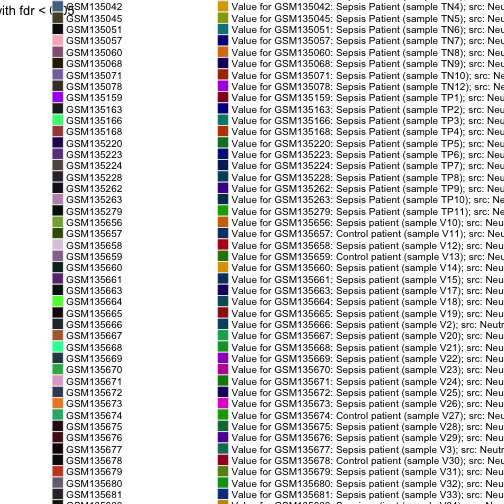 with fdr < 0.05
GSM135042 Value for GSM135042: Sepsis Patient (sample TN4); src: Neu
GSM135045 Value for GSM135045: Sepsis Patient (sample TN5); src: Neu
GSM135051 Value for GSM135051: Sepsis Patient (sample TN6); src: Neu
GSM135057 Value for GSM135057: Sepsis Patient (sample TN7); src: Neu
GSM135060 Value for GSM135060: Sepsis Patient (sample TN8); src: Neu
GSM135068 Value for GSM135068: Sepsis Patient (sample TN9); src: Neu
GSM135071 Value for GSM135071: Sepsis Patient (sample TN10); src: Ne
GSM135078 Value for GSM135078: Sepsis Patient (sample TN12); src: Ne
GSM135159 Value for GSM135159: Sepsis Patient (sample TP1); src: Neu
GSM135163 Value for GSM135163: Sepsis Patient (sample TP2); src: Neu
GSM135166 Value for GSM135166: Sepsis Patient (sample TP3); src: Neu
GSM135168 Value for GSM135168: Sepsis Patient (sample TP4); src: Neu
GSM135220 Value for GSM135220: Sepsis Patient (sample TP5); src: Neu
GSM135223 Value for GSM135223: Sepsis Patient (sample TP6); src: Neu
GSM135224 Value for GSM135224: Sepsis Patient (sample TP7); src: Neu
GSM135228 Value for GSM135228: Sepsis Patient (sample TP8); src: Neu
GSM135262 Value for GSM135262: Sepsis Patient (sample TP9); src: Neu
GSM135263 Value for GSM135263: Sepsis Patient (sample TP10); src: Neu
GSM135279 Value for GSM135279: Sepsis Patient (sample TP11); src: Neu
GSM135656 Value for GSM135656: Sepsis patient (sample V10); src: Neu
GSM135657 Value for GSM135657: Control patient (sample V11); src: Neu
GSM135658 Value for GSM135658: Sepsis patient (sample V12); src: Neu
GSM135659 Value for GSM135659: Control patient (sample V13); src: Neu
GSM135660 Value for GSM135660: Sepsis patient (sample V14); src: Neu
GSM135661 Value for GSM135661: Sepsis patient (sample V15); src: Neu
GSM135663 Value for GSM135663: Sepsis patient (sample V17); src: Neu
GSM135664 Value for GSM135664: Sepsis patient (sample V18); src: Neu
GSM135665 Value for GSM135665: Sepsis patient (sample V19); src: Neu
GSM135666 Value for GSM135666: Sepsis patient (sample V2); src: Neutr
GSM135667 Value for GSM135667: Sepsis patient (sample V20); src: Neu
GSM135668 Value for GSM135668: Sepsis patient (sample V21); src: Neu
GSM135669 Value for GSM135669: Sepsis patient (sample V22); src: Neu
GSM135670 Value for GSM135670: Sepsis patient (sample V23); src: Neu
GSM135671 Value for GSM135671: Sepsis patient (sample V24); src: Neu
GSM135672 Value for GSM135672: Sepsis patient (sample V25); src: Neu
GSM135673 Value for GSM135673: Sepsis patient (sample V26); src: Neu
GSM135674 Value for GSM135674: Control patient (sample V27); src: Neu
GSM135675 Value for GSM135675: Sepsis patient (sample V28); src: Neu
GSM135676 Value for GSM135676: Sepsis patient (sample V29); src: Neu
GSM135677 Value for GSM135677: Sepsis patient (sample V3); src: Neutr
GSM135678 Value for GSM135678: Control patient (sample V30); src: Neu
GSM135679 Value for GSM135679: Sepsis patient (sample V31); src: Neu
GSM135680 Value for GSM135680: Sepsis patient (sample V32); src: Neu
GSM135681 Value for GSM135681: Sepsis patient (sample V33); src: Neu